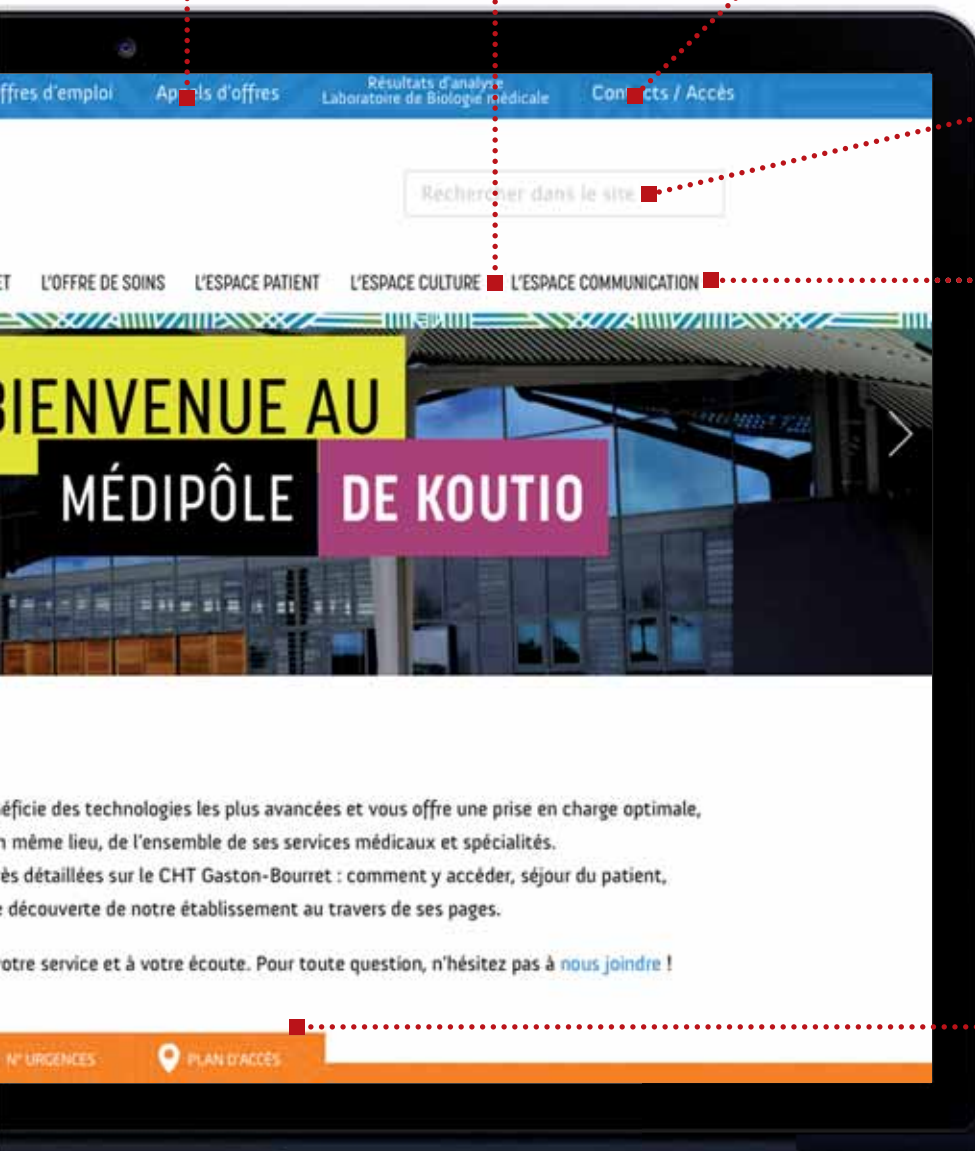 ffres d'emploi Appels d'offres Résultats d'analyse Contacts / Accès
Laboratoire de Biologie médicale
Rechercher dans le site
ET L'OFFRE DE SOINS L'ESPACE PATIENT L'ESPACE CULTURE L'ESPACE COMMUNICATION
BIENVENUE AU
MÉDIPÔLE DE KOUTIO
éficie des technologies les plus avancées et vous offre une prise en charge optimale,
n même lieu, de l'ensemble de ses services médicaux et spécialités.
ès détaillées sur le CHT Gaston-Bourret : comment y accéder, séjour du patient,
e découverte de notre établissement au travers de ses pages.
otre service et à votre écoute. Pour toute question, n'hésitez pas à nous joindre !
N° URGENCES PLAN D'ACCÈS